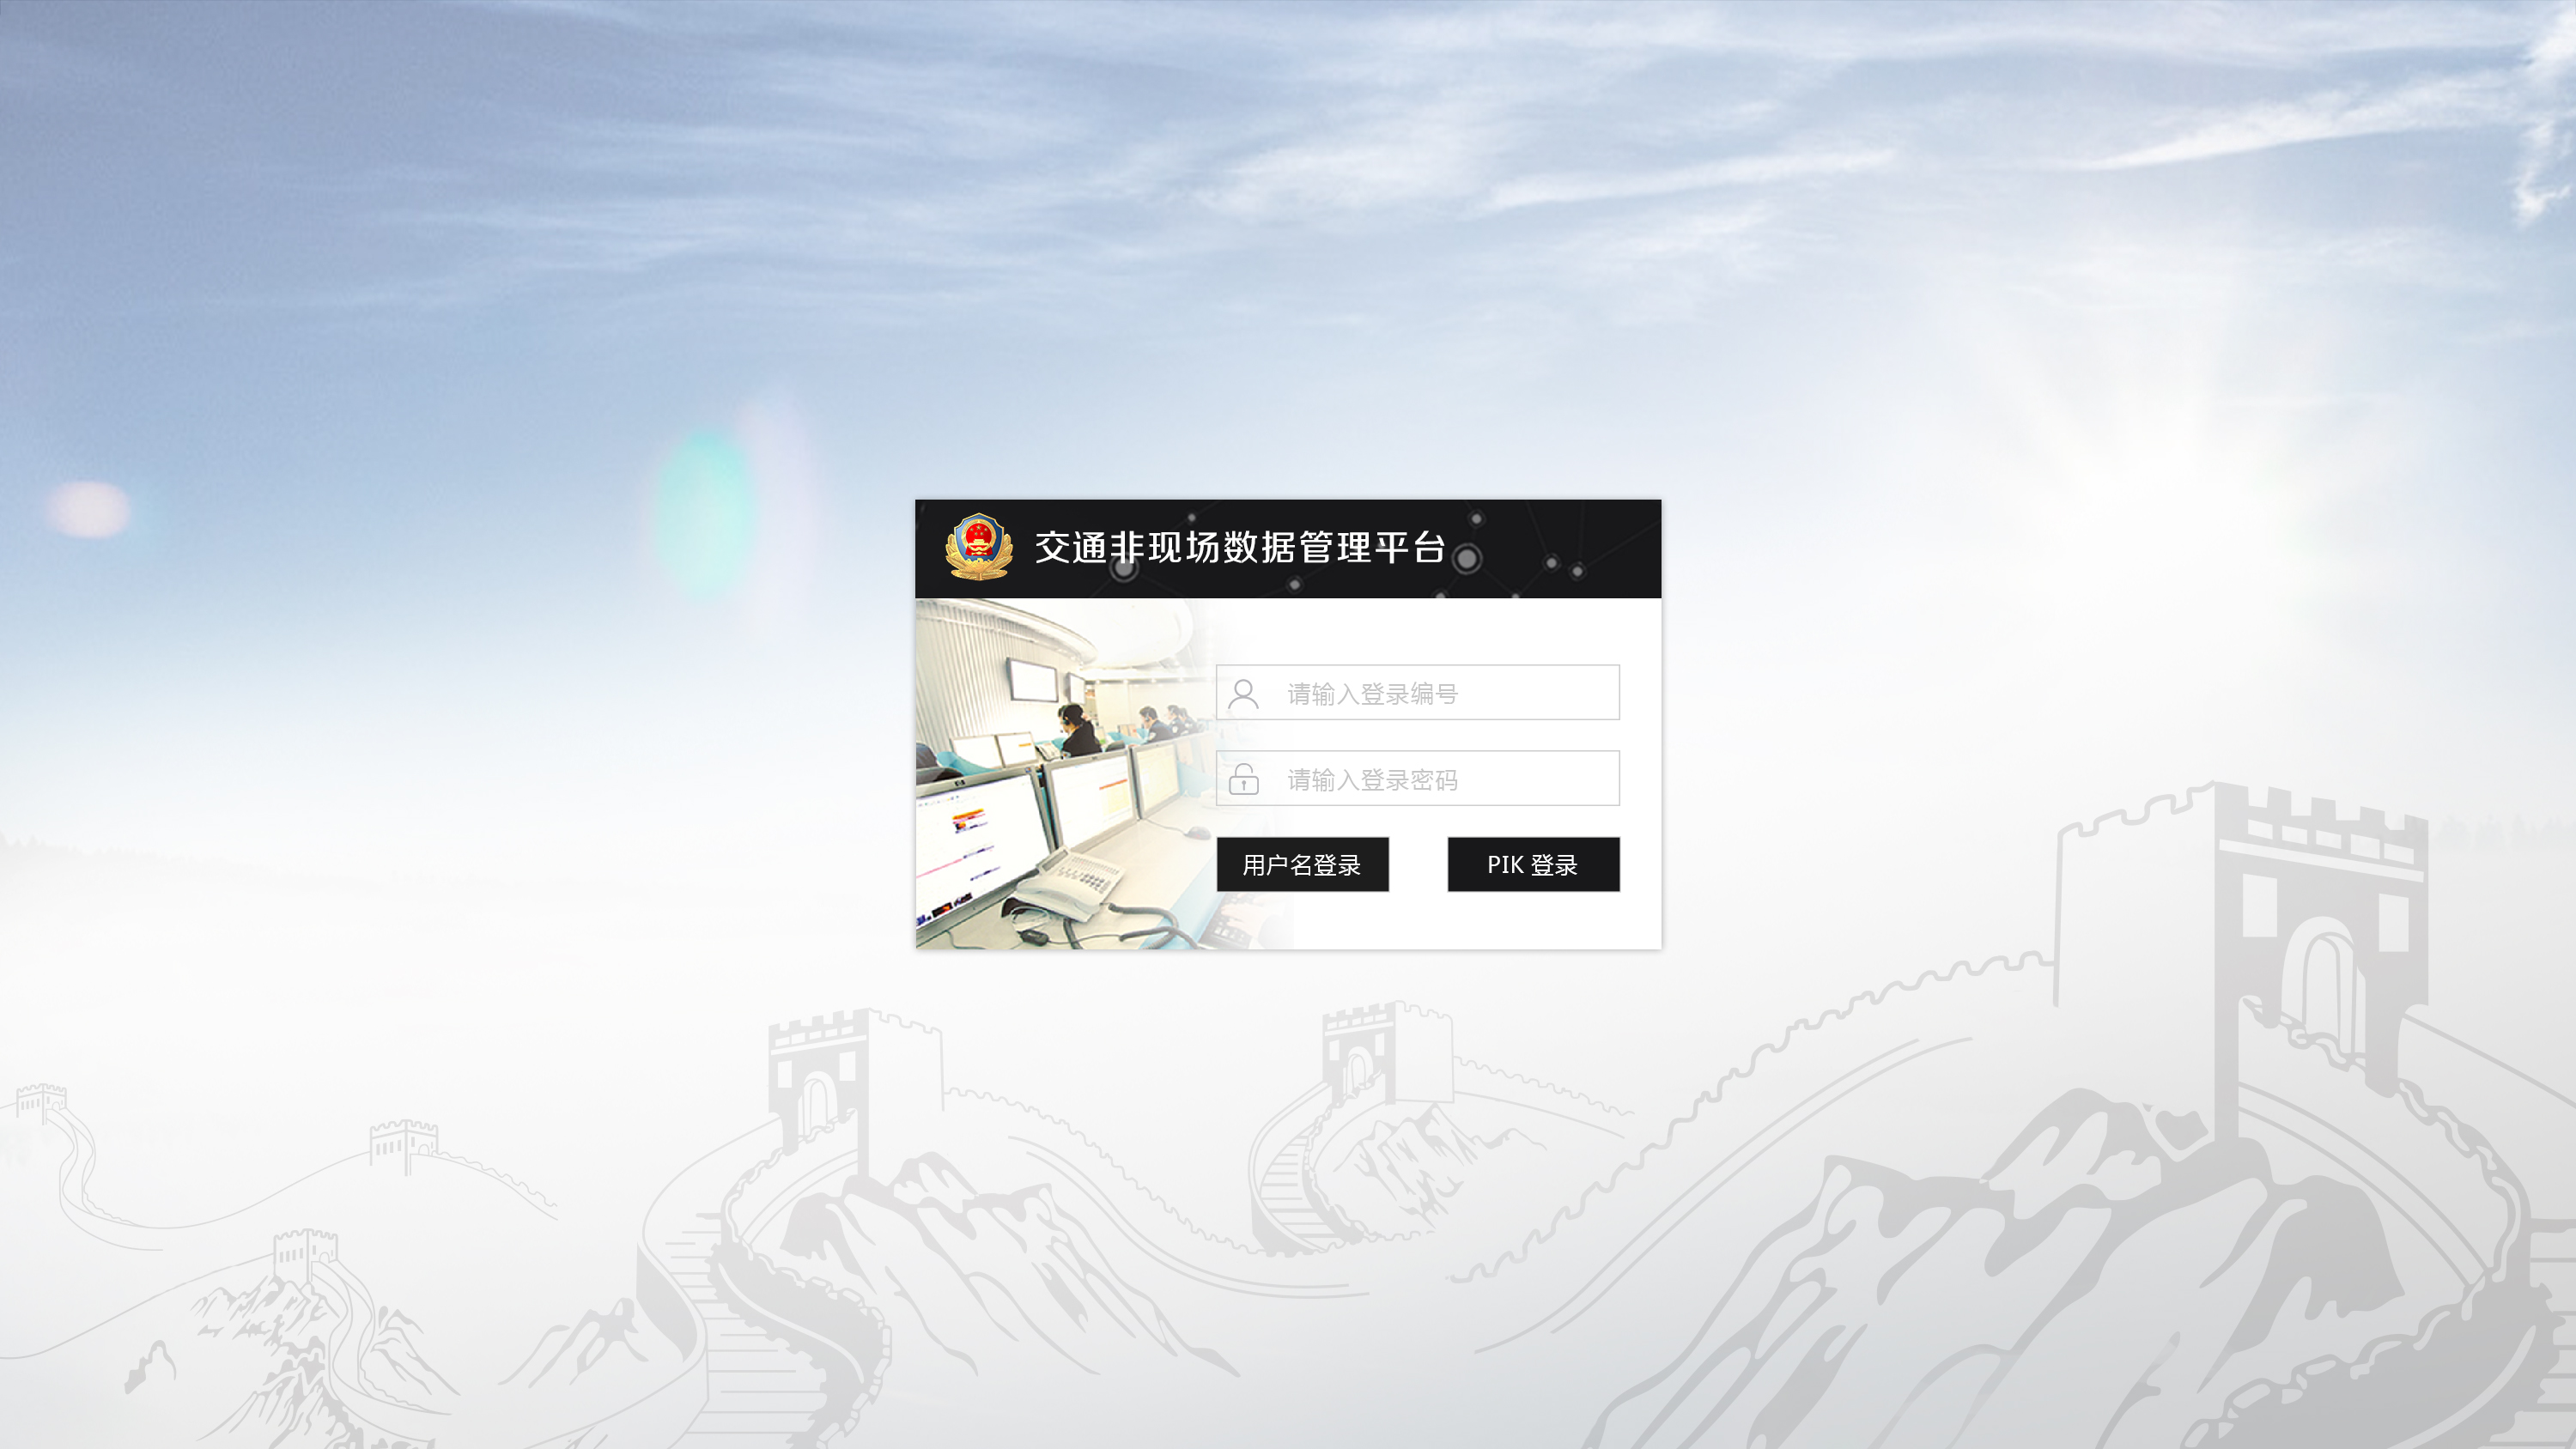 交通非现场数据管理平台
请输入登录编号
请输入登录密码
用户名登录
PIK 登录